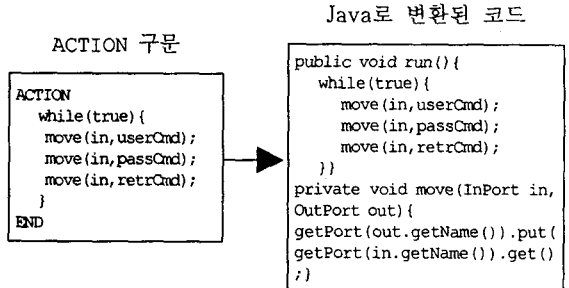 ACTION 구문
ACTION
while(true){
move(in,userCmd);
move(in,passCmd);
move(in,retrCmd);
}
END
Java로 변환된 코드
public void run(){
while(true){
move(in,userCmd);
move(in,passCmd);
move(in,retrCmd);
}}
private void move(InPort in,
OutPort out){
getPort(out.getName()).put(
getPort(in.getName()).get()
;}